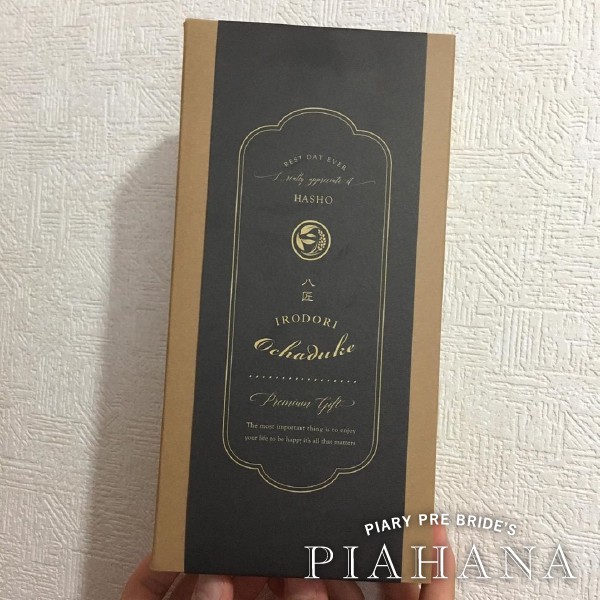 BEST DAY EVER
I really appreciate it
HASHO
八
匠
IRODORI
Ochaduke
Premium Gift
The most important thing is to enjoy
your life to be happy it's all that matters
PIARY PRE BRIDE'S
PIAHANA